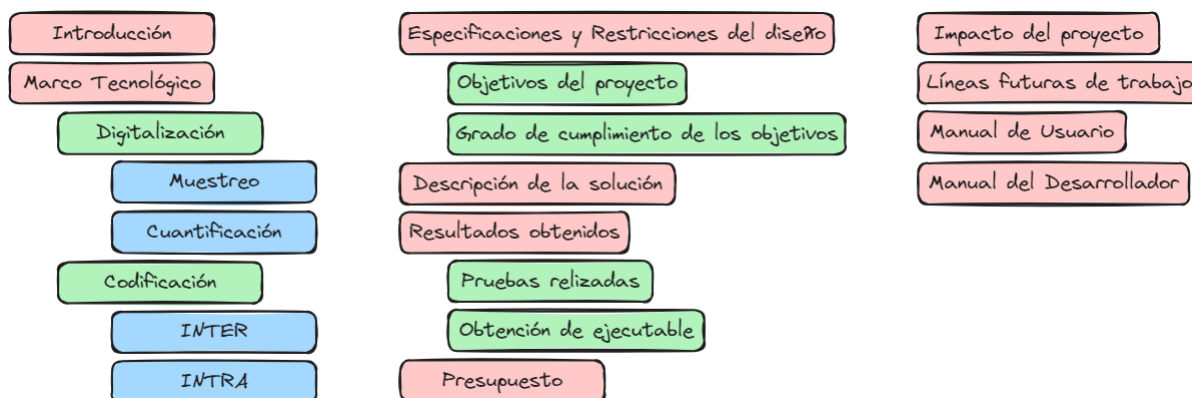 Introducción
Marco Tecnológico
Digitalización
Muestreo
Cuantificación
Codificación
INTER
INTRA
Especificaciones y Restricciones del diseño
Objetivos del proyecto
Grado de cumplimiento de los objetivos
Descripción de la solución
Resultados obtenidos
Pruebas relizadas
Obtención de ejecutable
Presupuesto
Impacto del proyecto
Líneas futuras de trabajo
Manual de Usuario
Manual del Desarrollador